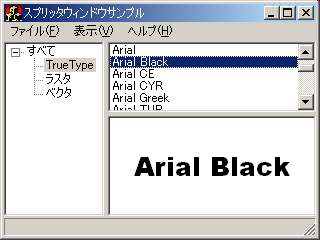 スプリッタウィンドウサンプル
ファイル(F) 表示(V) ヘルプ(H)
すべて
TrueType
ラスタ
ベクタ
Arial
Arial Black
Arial CE
Arial CYR
Arial Greek
Arial TUR
Arial Black